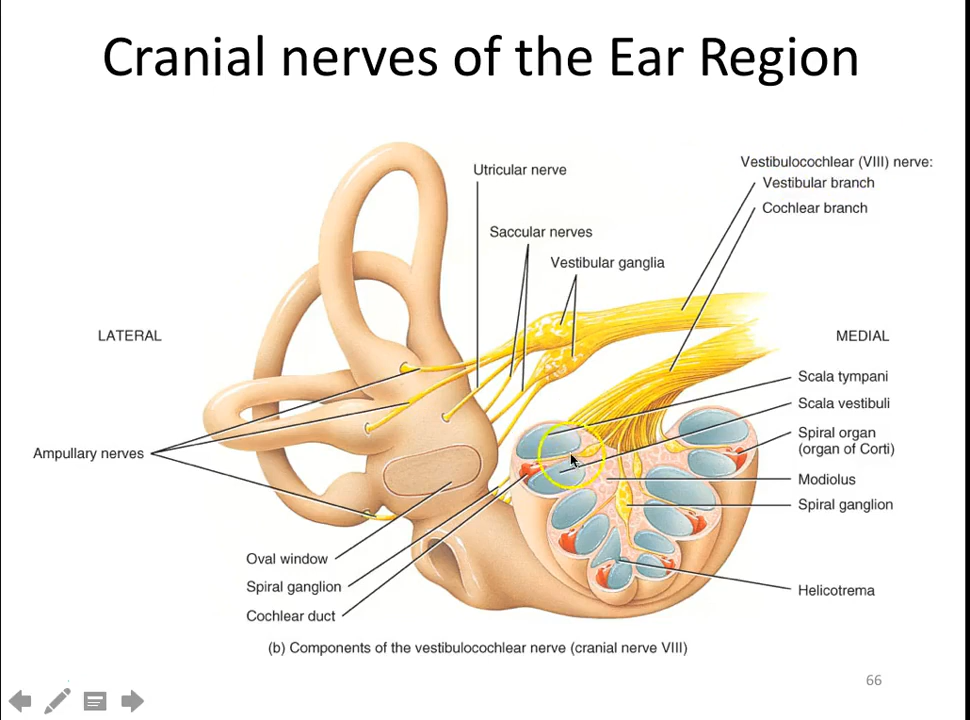 Cranial nerves of the Ear Region
Utricular nerve
Saccular nerves
Vestibular ganglia
Vestibulocochlear (VIII) nerve:
Vestibular branch
Cochlear branch
LATERAL
MEDIAL
Ampullary nerves
Scala tympani
Scala vestibuli
Spiral organ
(organ of Corti)
Modiolus
Spiral ganglion
Helicotrema
Oval window
Spiral ganglion
Cochlear duct
(b) Components of the vestibulocochlear nerve (cranial nerve VIII)
66